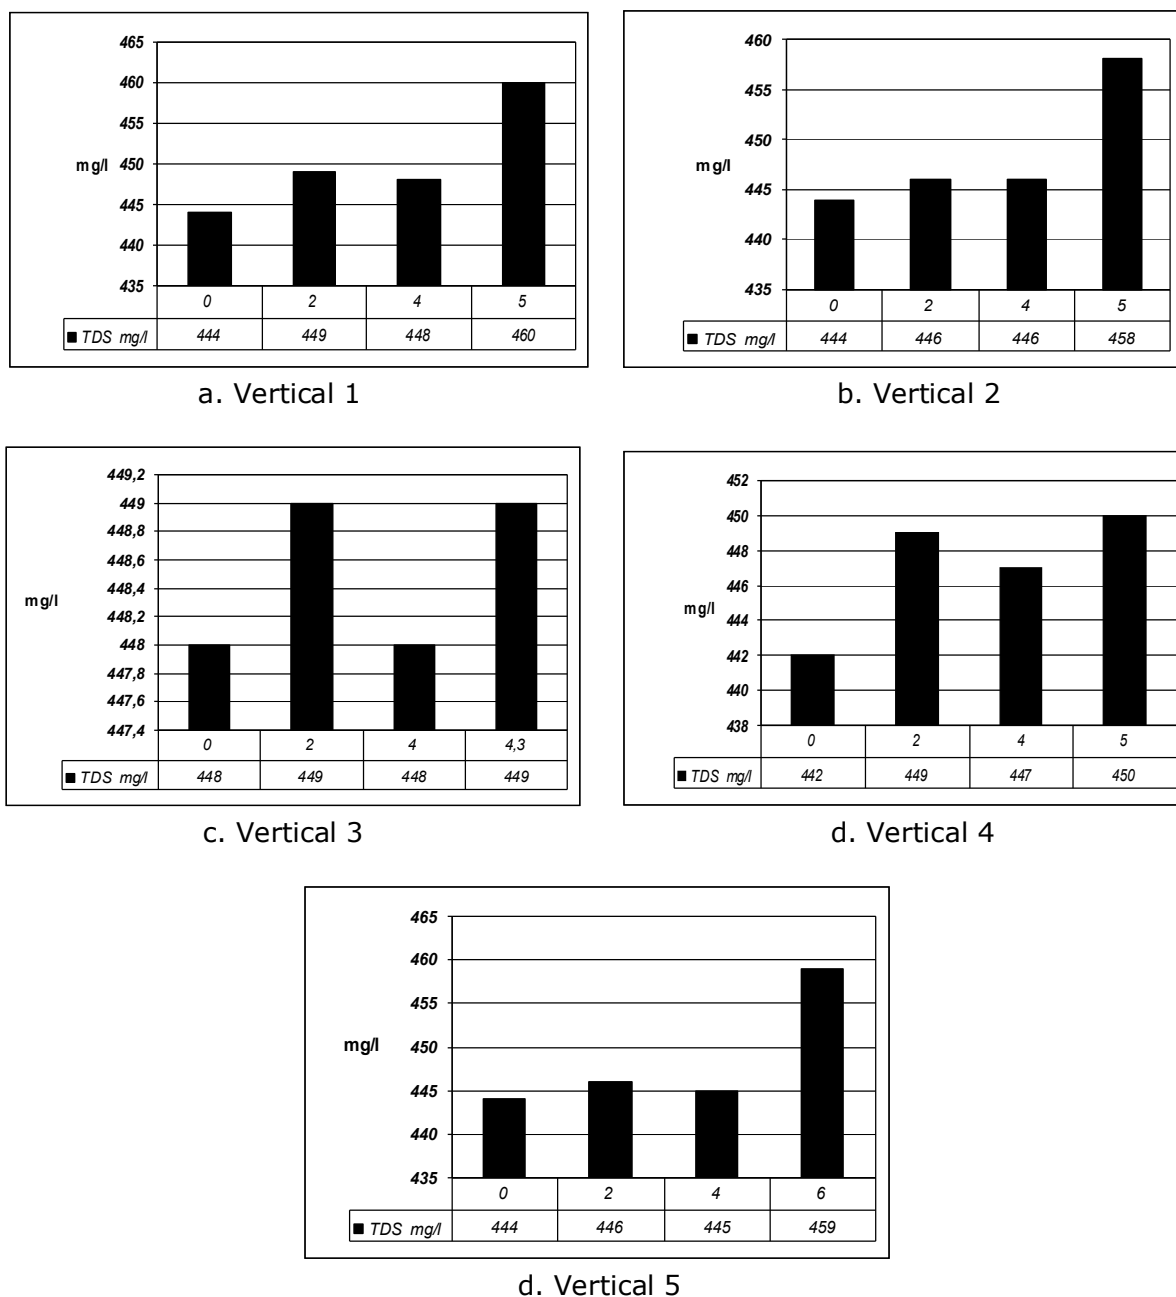 465
460
455
mg/l 450
445
440
435
0 2 4 5
TDS mg/l 444 449 448 460
a. Vertical 1
460
455
450
mg/l
445
440
435
0 2 4 5
TDS mg/l 444 446 446 458
b. Vertical 2
449,2
449
448,8
448,6
448,4
mg/l
448,2
448
447,8
447,6
447,4
0 2 4 4,3
TDS mg/l 448 449 448 449
c. Vertical 3
452
450
448
446
mg/l
444
442
440
438
0 2 4 5
TDS mg/l 442 449 447 450
d. Vertical 4
465
460
455
mg/l 450
445
440
435
0 2 4 6
TDS mg/l 444 446 445 459
d. Vertical 5